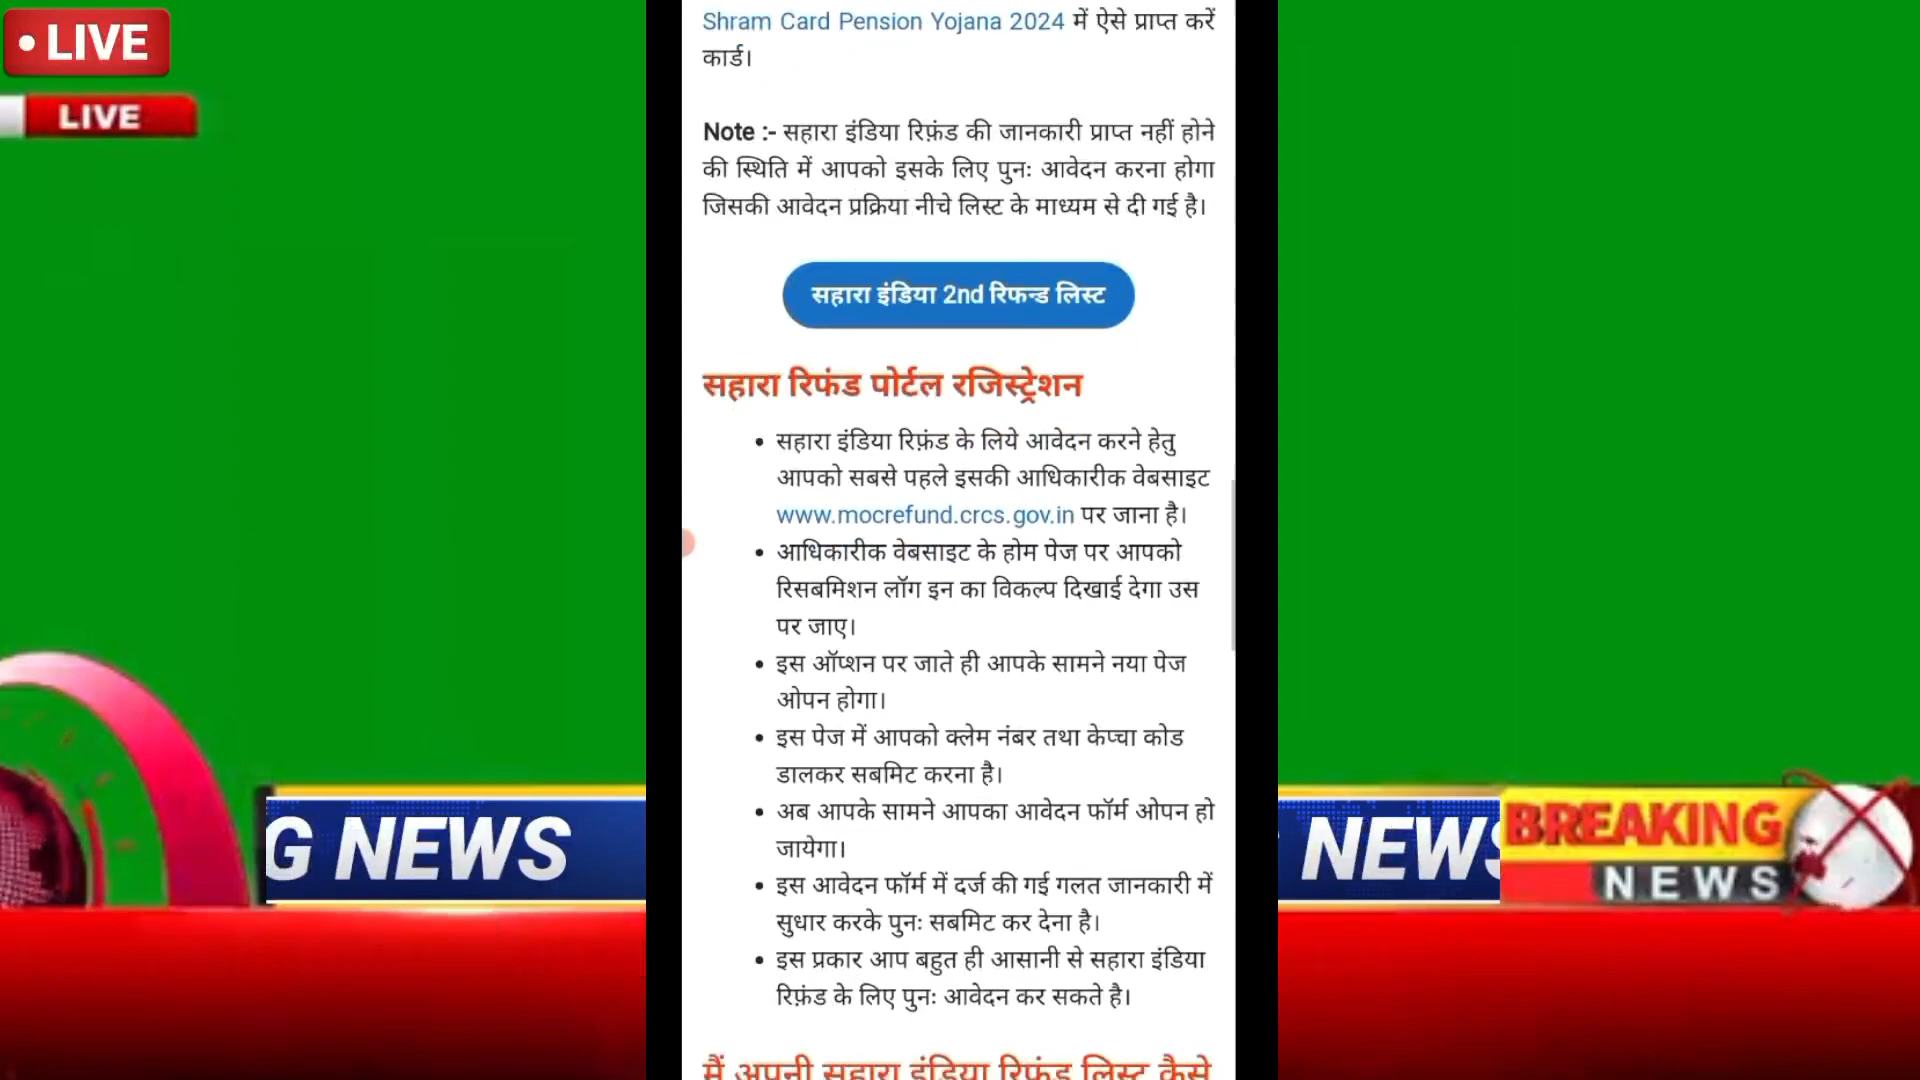 LIVE
LIVE
Shram Card Pension Yojana 2024 में ऐसे प्राप्त करें
कार्ड।
Note :- सहारा इंडिया रिफ़ंड की जानकारी प्राप्त नहीं होने
की स्थिति में आपको इसके लिए पुनः आवेदन करना होगा
जिसकी आवेदन प्रक्रिया नीचे लिस्ट के माध्यम से दी गई है।
सहारा इंडिया 2nd रिफन्ड लिस्ट
सहारा रिफंड पोर्टल रजिस्ट्रेशन
• सहारा इंडिया रिफ़ंड के लिये आवेदन करने हेतु
आपको सबसे पहले इसकी आधिकारीक वेबसाइट
www.mocrefund.crcs.gov.in पर जाना है।
• आधिकारीक वेबसाइट के होम पेज पर आपको
रिसबमिशन लॉग इन का विकल्प दिखाई देगा उस
पर जाए।
• इस ऑप्शन पर जाते ही आपके सामने नया पेज
ओपन होगा।
• इस पेज में आपको क्लेम नंबर तथा केप्चा कोड
डालकर सबमिट करना है।
• अब आपके सामने आपका आवेदन फॉर्म ओपन हो
जायेगा।
• इस आवेदन फॉर्म में दर्ज की गई गलत जानकारी में
सुधार करके पुनः सबमिट कर देना है।
• इस प्रकार आप बहुत ही आसानी से सहारा इंडिया
रिफ़ंड के लिए पुनः आवेदन कर सकते है।
मैं अपनी सहारा इंडिया रिफंड लिस्ट कैसे
G NEWS
NEWS
BREAKING
NEWS